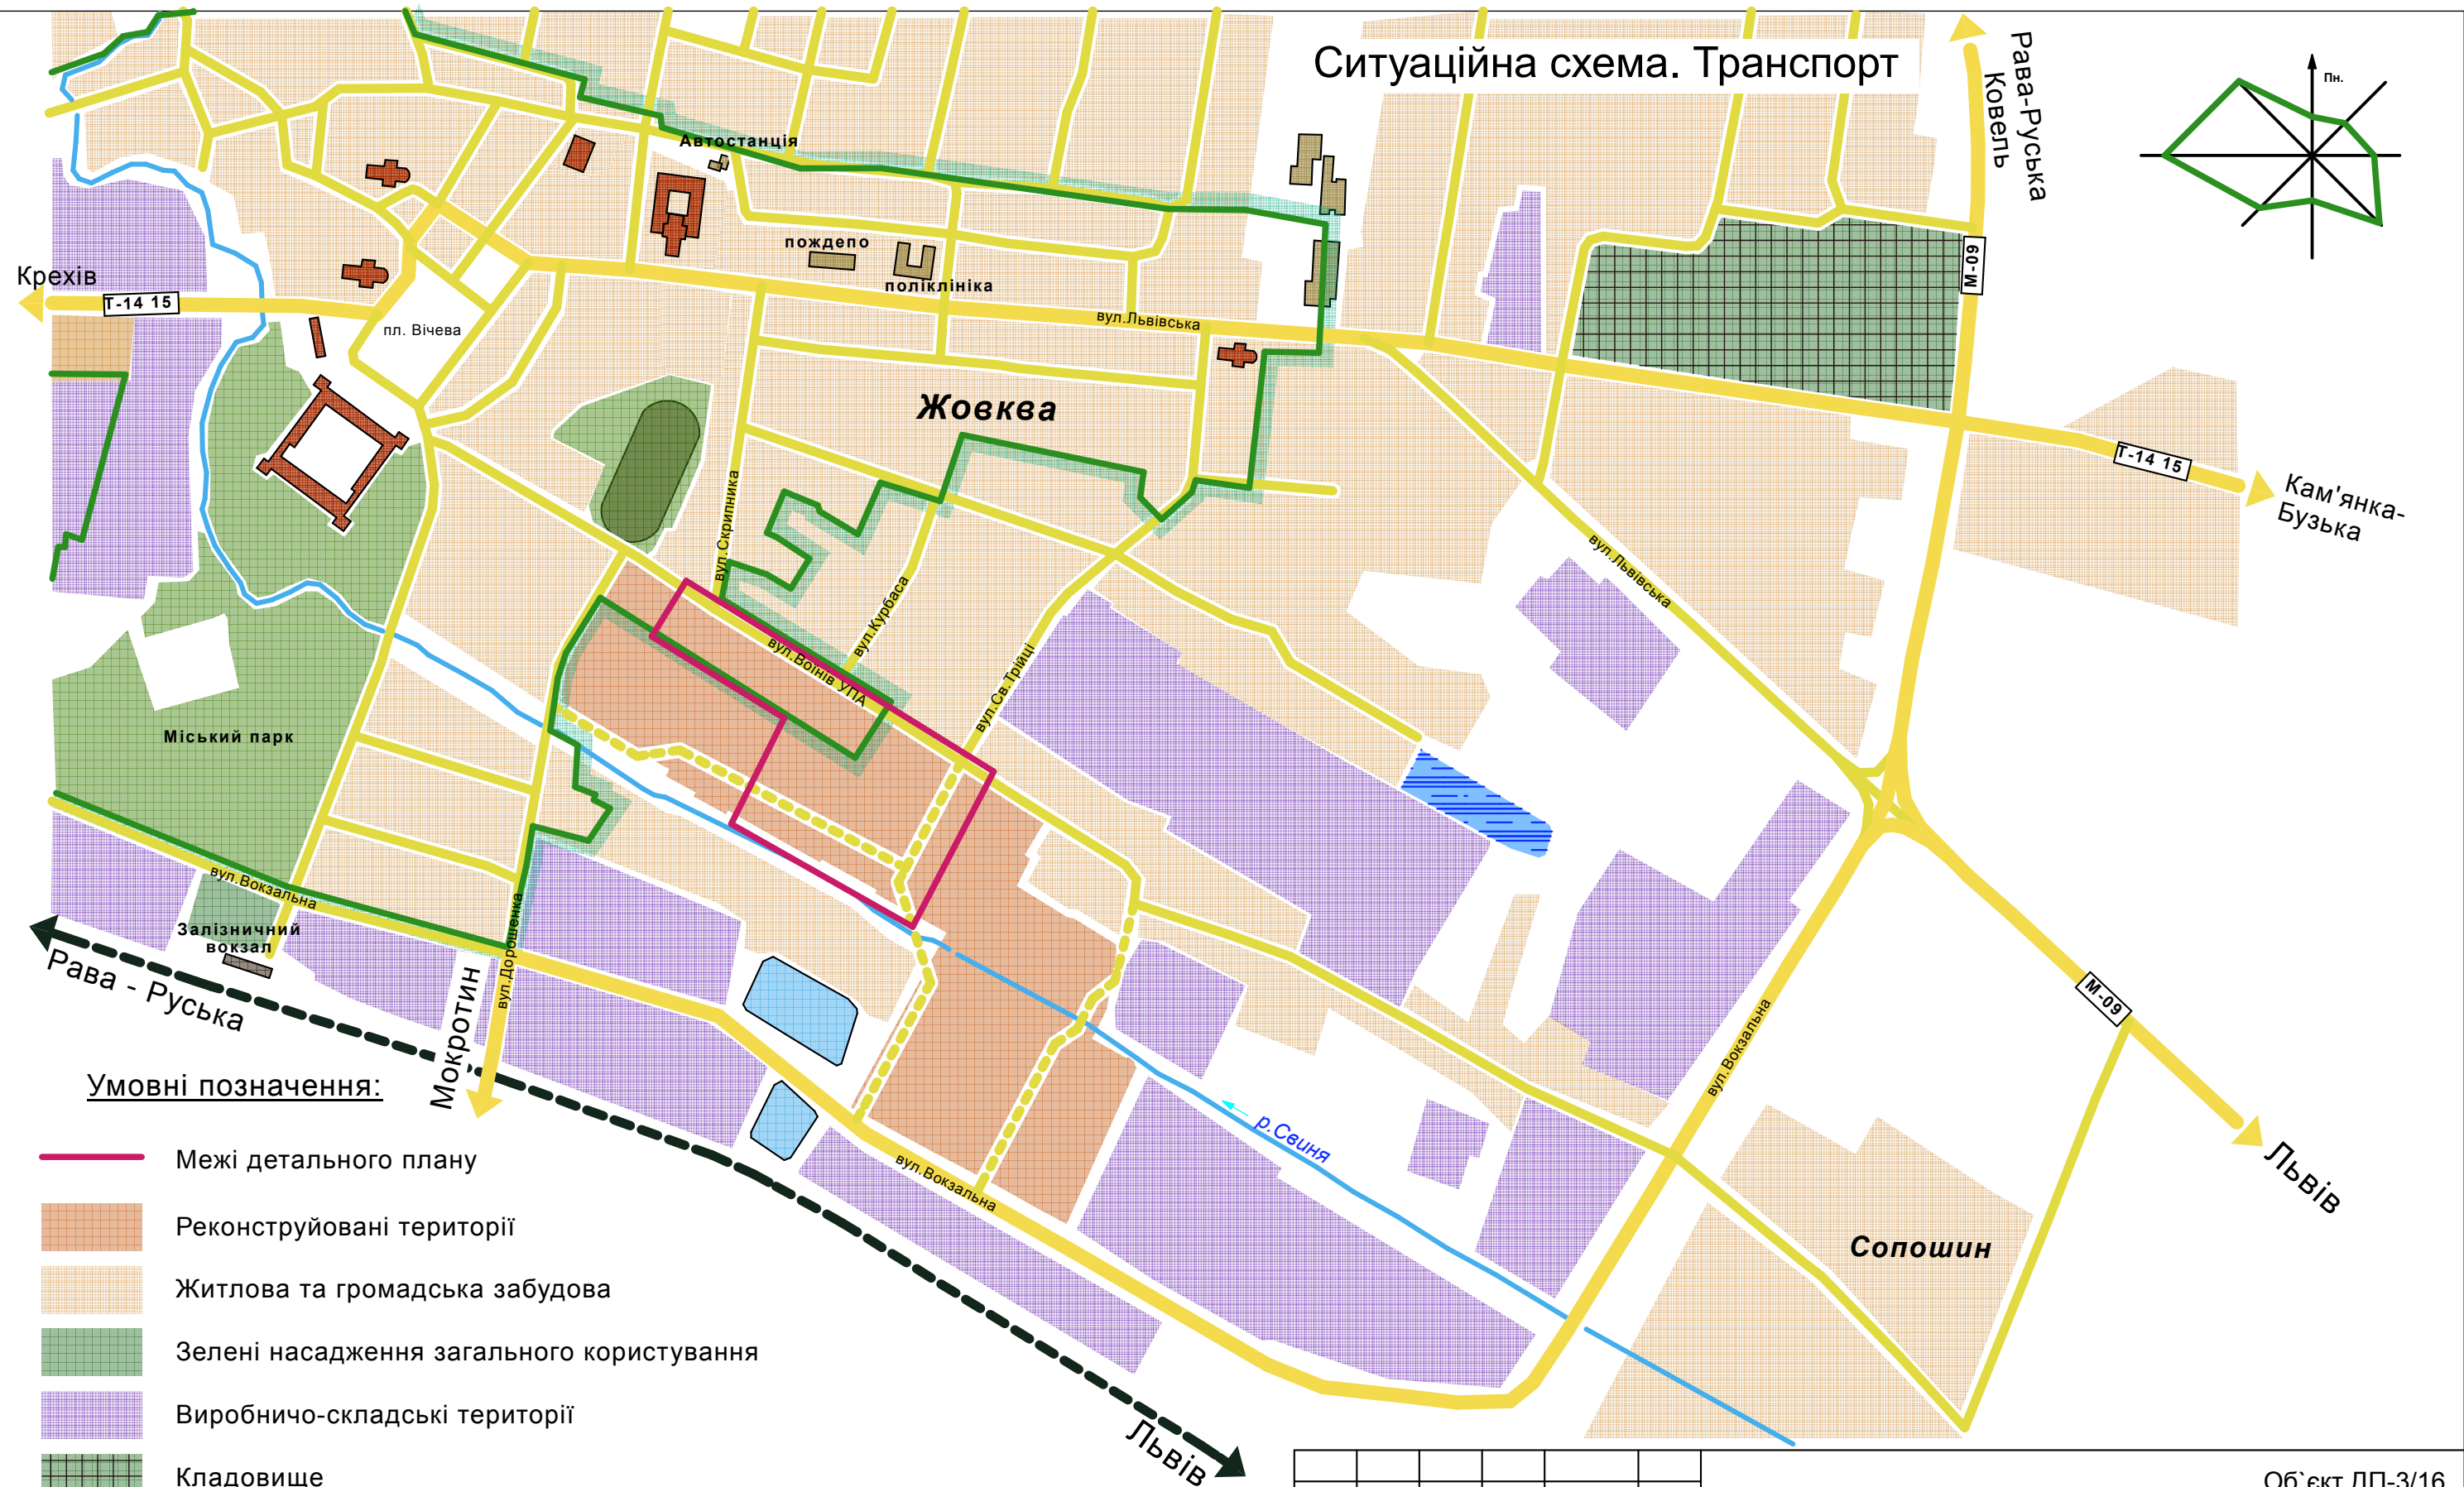 Ситуаційна схема. Транспорт
Рава-Руська
Ковель
Пн.
Автостанція
М-09
пождепо
поліклініка
Крехів
Т-14 15
пл. Вічева
вул.Львівська
Жовква
Т-14 15
Кам'янка-
Бузька
вул.Скрипника
вул.Львівська
вул.Курбаса
вул.Воїнів УПА
вул.Св.Трійці
Міський парк
вул.Вокзальна
Залізничний
вокзал
вул.Дорошенка
Рава - Руська
Мокротин
М-09
вул.Вокзальна
р.Свиня
вул.Вокзальна
Львів
Сопошин
Львів
Умовні позначення:
Межі детального плану
Реконструйовані території
Житлова та громадська забудова
Зелені насадження загального користування
Виробничо-складські території
Кладовище
Об`єкт ДП-3/16